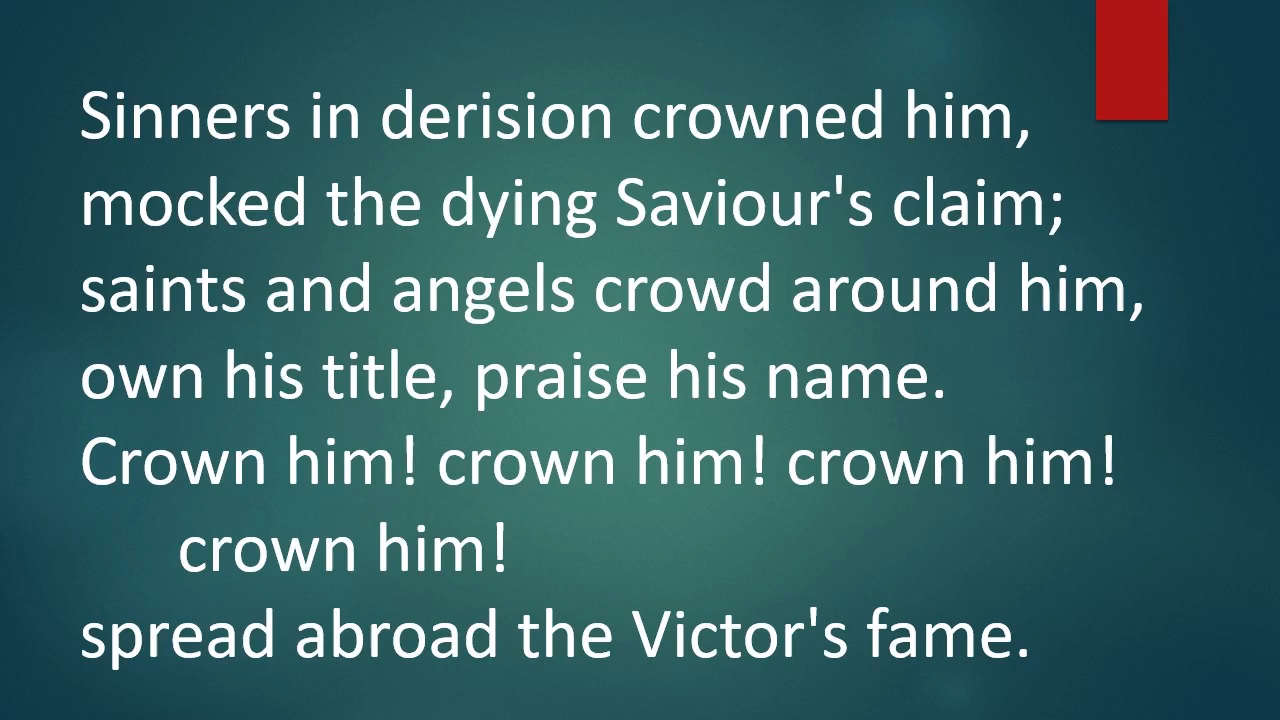 Sinners in derision crowned him,
mocked the dying Saviour's claim;
saints and angels crowd around him,
own his title, praise his name.
Crown him! crown him! crown him!
crown him!
spread abroad the Victor's fame.